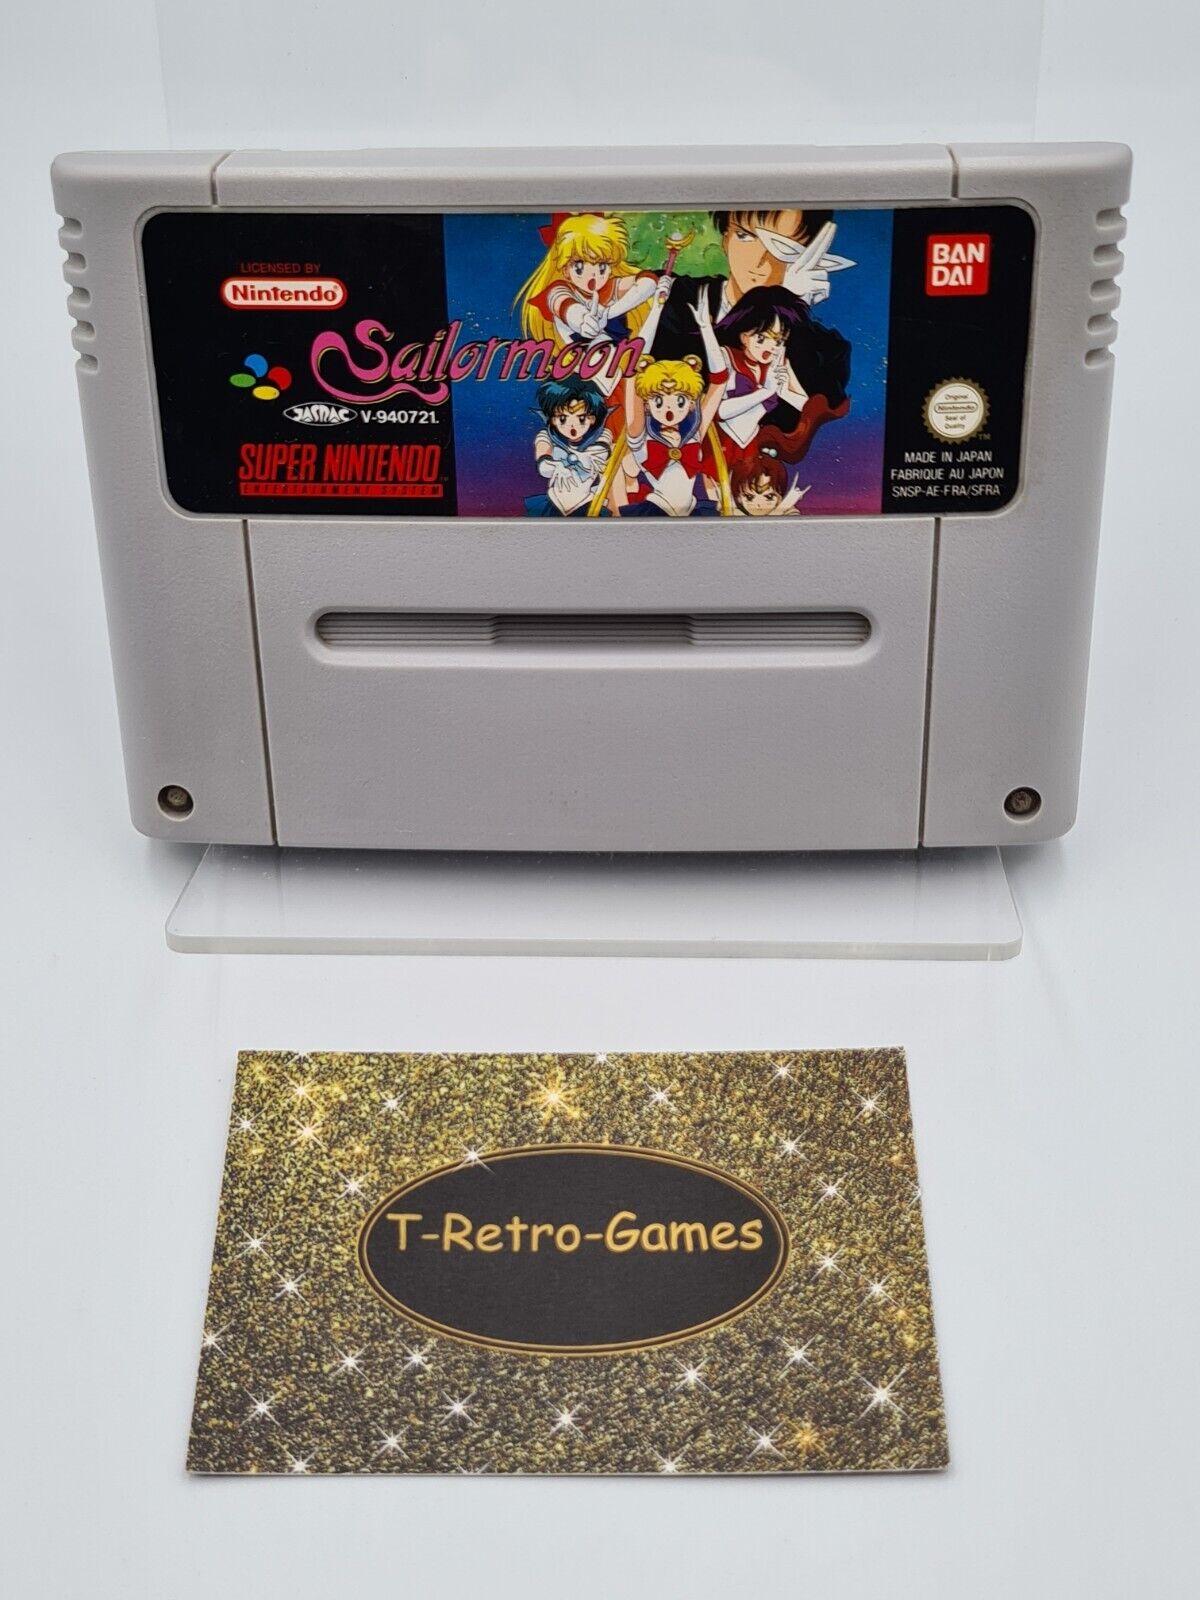 LICENSED BY
Nintendo
Sailormoon
JASRAC V-940721
SUPER NINTENDO
ENTERTAINMENT SYSTEM
BAN
DAI
Original
Nintendo
Seal of
Quality
TM
MADE IN JAPAN
FABRIQUE AU JAPON
SNSP-AE-FRA/SFRA
T-Retro-Games